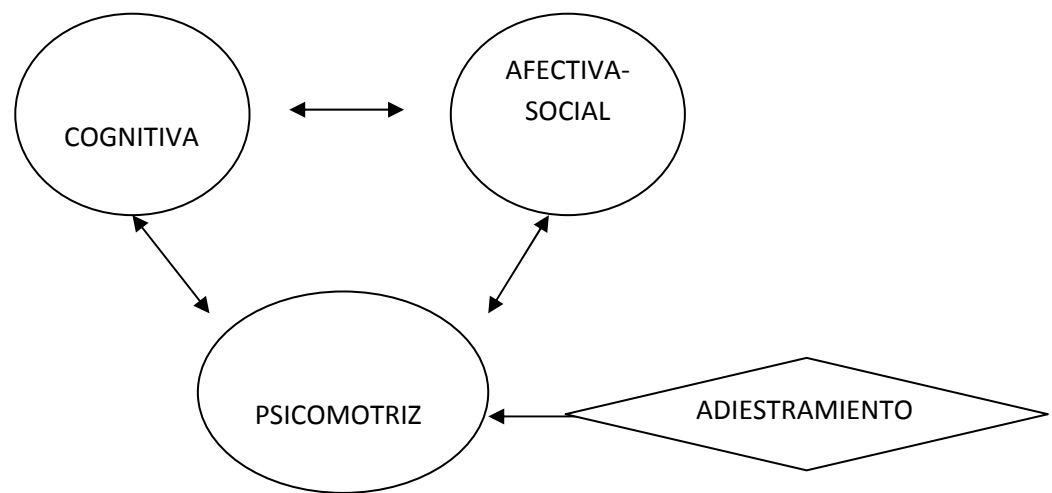 AFECTIVA-
SOCIAL
COGNITIVA
PSICOMOTRIZ
ADIESTRAMIENTO